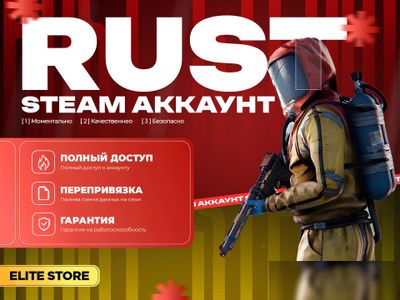 RUST
STEAM АККАУНТ
[ 1 ] Моментально [ 2 ] Качественнео [ 3 ] Безопасно
ПОЛНЫЙ ДОСТУП
Полный доступ к аккаунту
ПЕРЕПРИВЯЗКА
Полная смена данных на свои
ГАРАНТИЯ
Гарантия на работоспособность
АККАУНТ
ELITE STORE